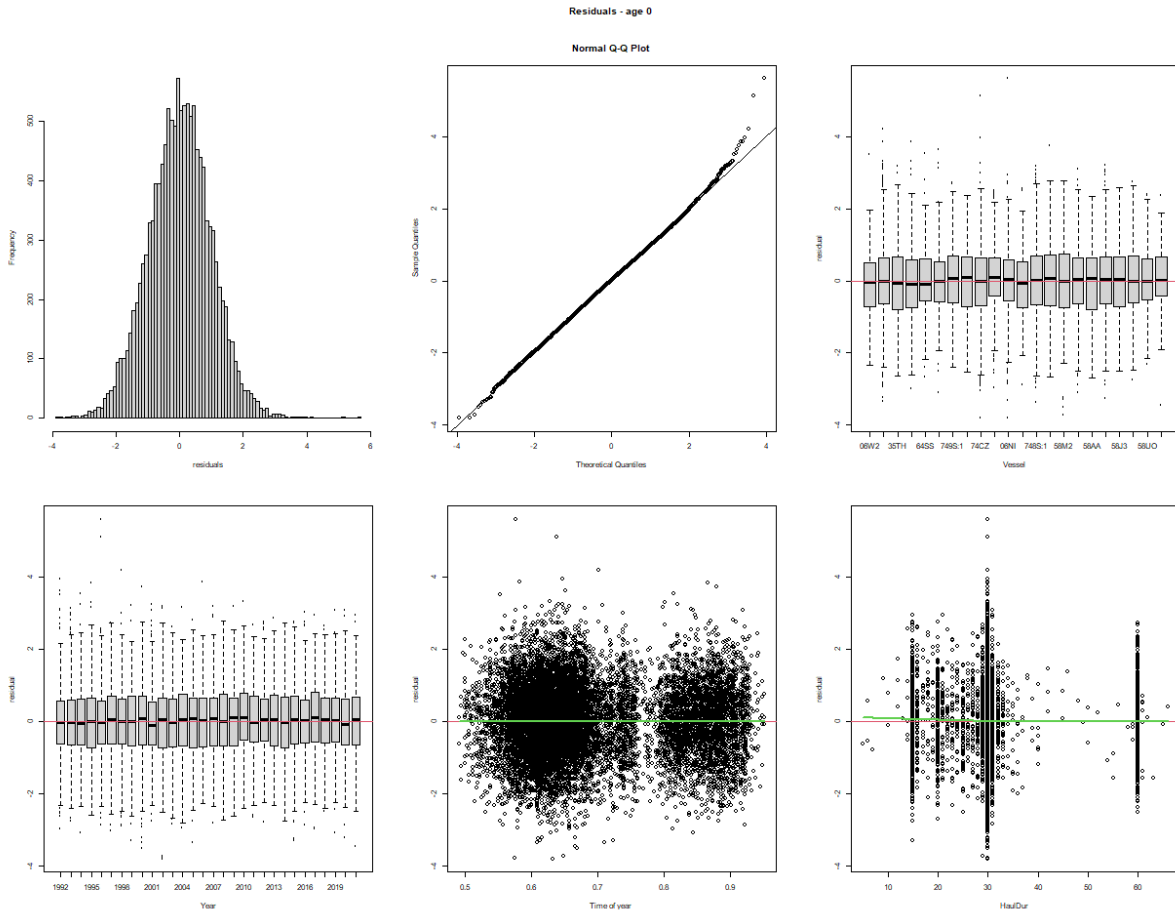 Residuals - age 0
Normal Q-Q Plot
Frequency
0 100 200 300 400 500
-4 -2 0 2 4 6
residuals
Sample Quantiles
-4 -2 0 2 4
-4 -2 0 2 4
Theoretical Quantiles
residual
-4 -2 0 2 4
06W2 35TH 64SS 749S:1 74CZ 06NI 748S:1 58M2 58AA 58J3 58UO
Vessel
residual
-4 -2 0 2 4
1992 1995 1998 2001 2004 2007 2010 2013 2016 2019
Year
residual
-4 -2 0 2 4
0.5 0.6 0.7 0.8 0.9
Time of year
residual
-4 -2 0 2 4
10 20 30 40 50 60
HaulDur